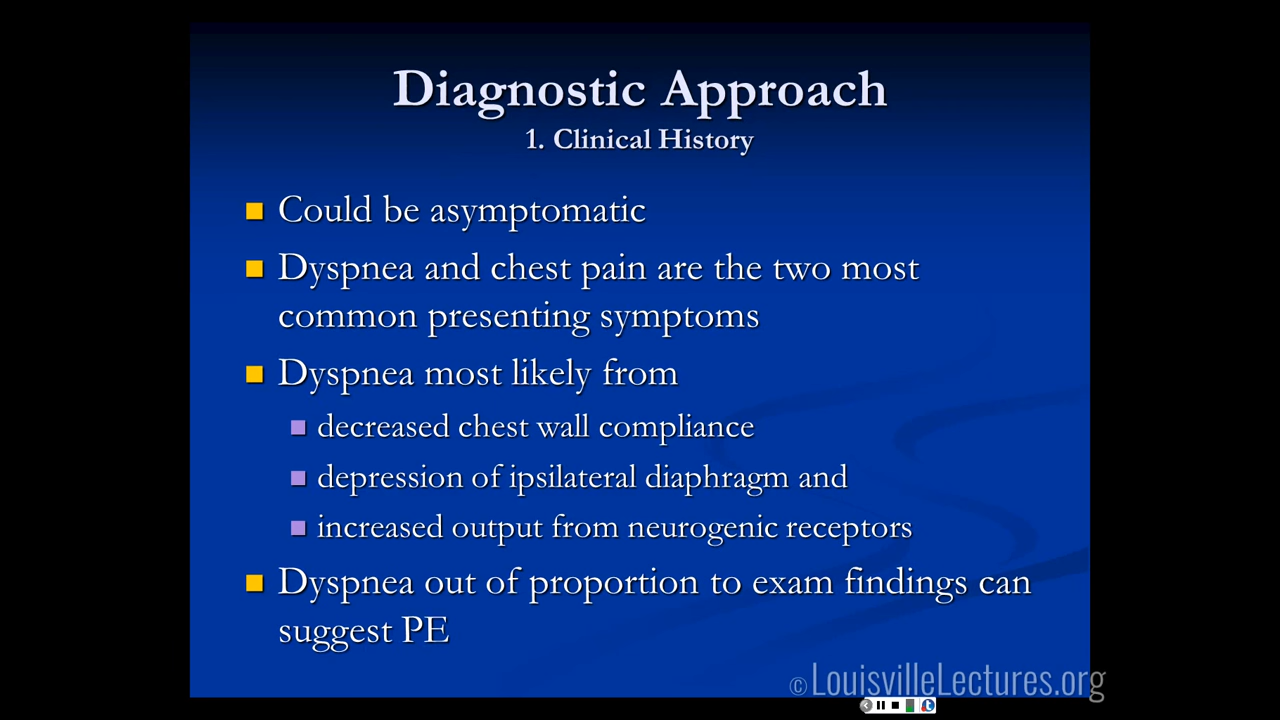 Diagnostic Approach
1. Clinical History
Could be asymptomatic
Dyspnea and chest pain are the two most
common presenting symptoms
Dyspnea most likely from
decreased chest wall compliance
depression of ipsilateral diaphragm and
increased output from neurogenic receptors
Dyspnea out of proportion to exam findings can
suggest PE
© LouisvilleLectures.org